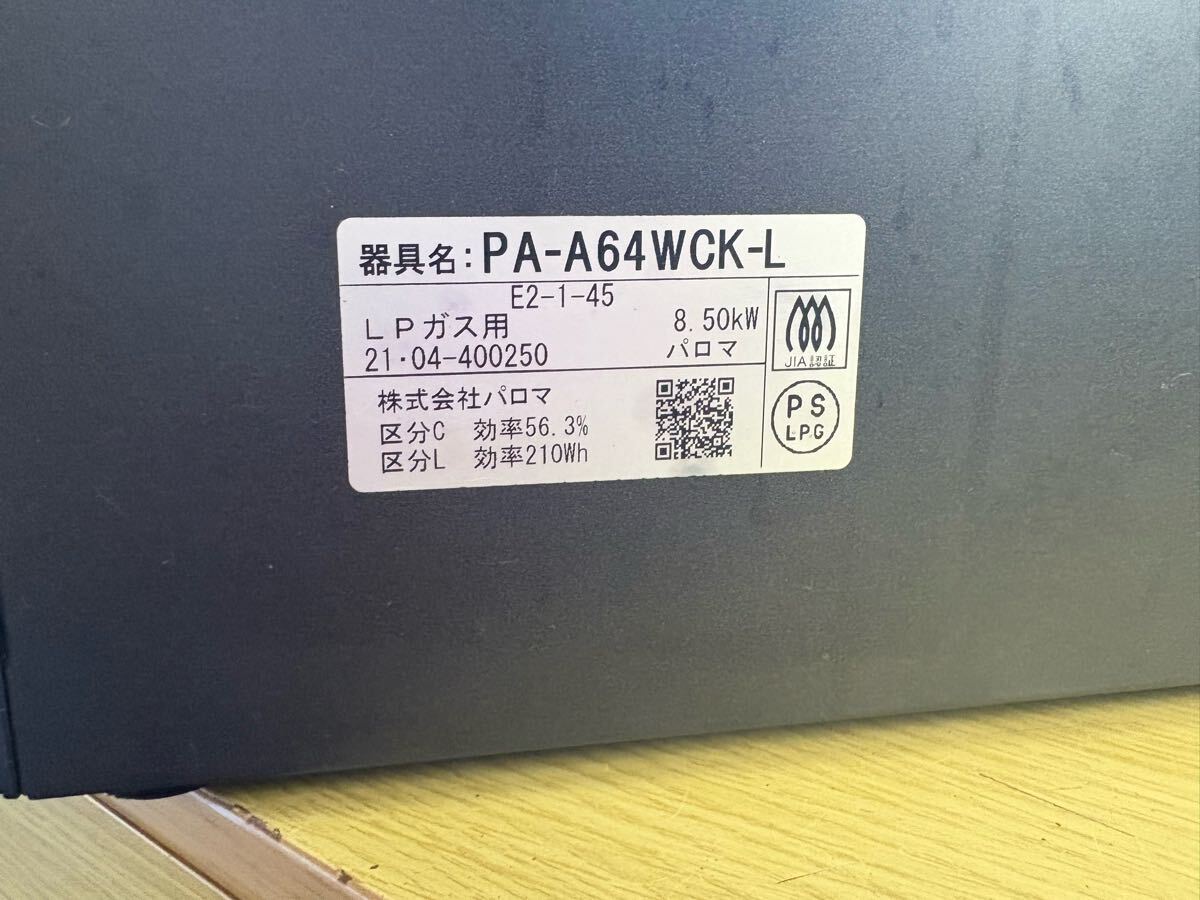 器具名:PA-A64WCK-L
E2-1-45
LPガス用 8.50kW
21・04-400250 パロマ
JIA認証
株式会社パロマ
区分C 効率56.3%
区分L 効率210Wh
PS
LPG